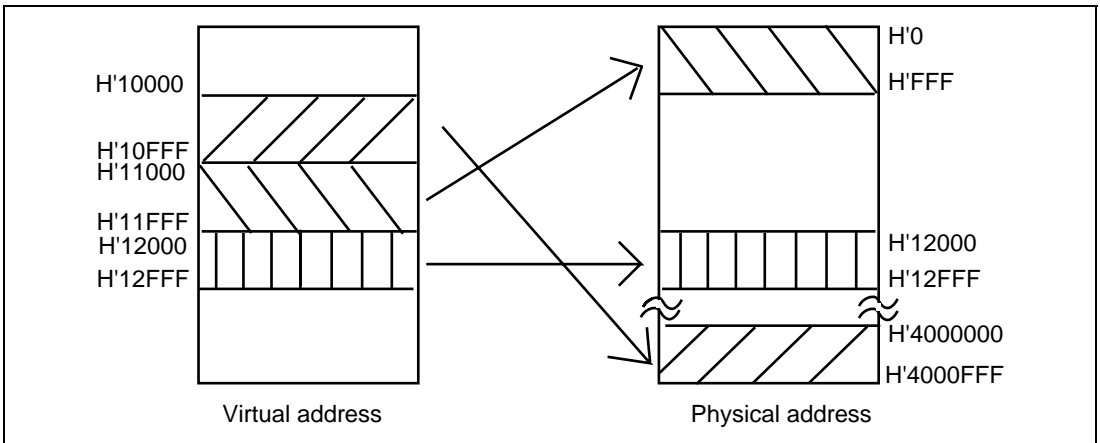 H'10000
H'10FFF
H'11000
H'11FFF
H'12000
H'12FFF
Virtual address
H'0
H'FFF
H'12000
H'12FFF
H'4000000
H'4000FFF
Physical address